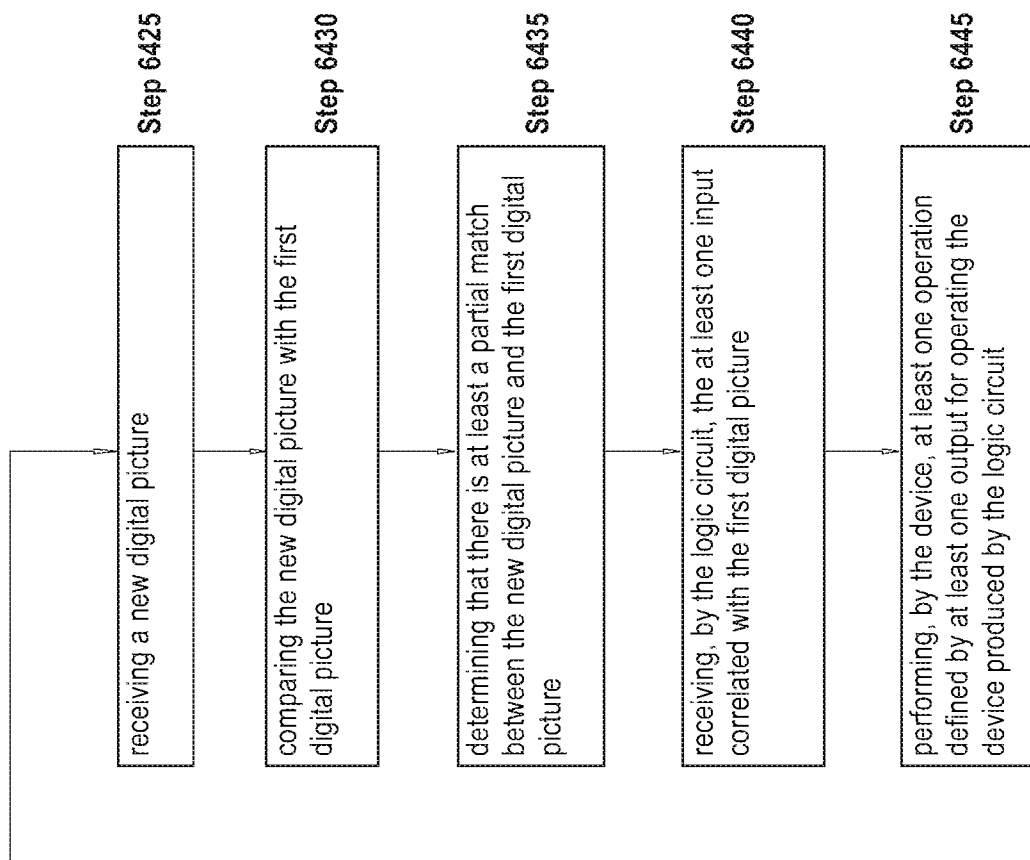 receiving a new digital picture
Step 6425
comparing the new digital picture with the first
digital picture
Step 6430
determining that there is at least a partial match
between the new digital picture and the first digital
picture
Step 6435
receiving, by the logic circuit, the at least one input
correlated with the first digital picture
Step 6440
performing, by the device, at least one operation
defined by at least one output for operating the
device produced by the logic circuit
Step 6445